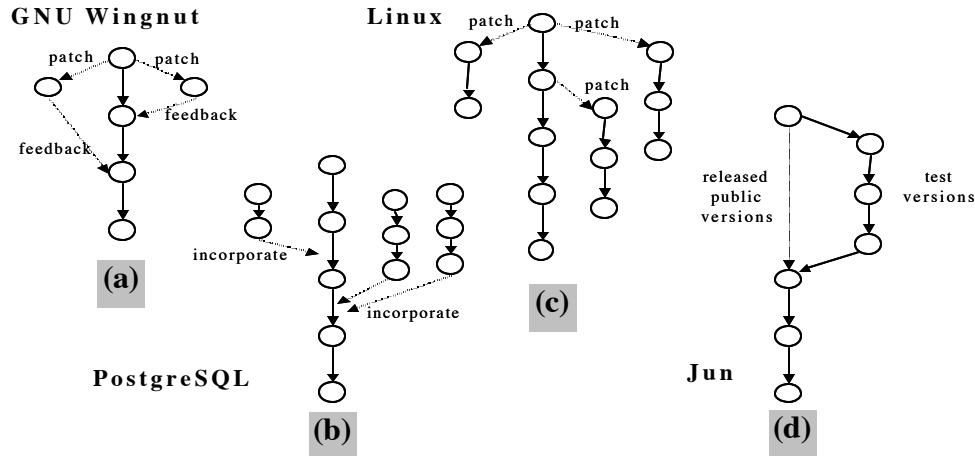 GNU Wingnut
patch
patch
feedback
feedback
(a)
incorporate
incorporate
PostgreSQL
(b)
Linux
patch
patch
patch
(c)
released
public
versions
test
versions
Jun
(d)